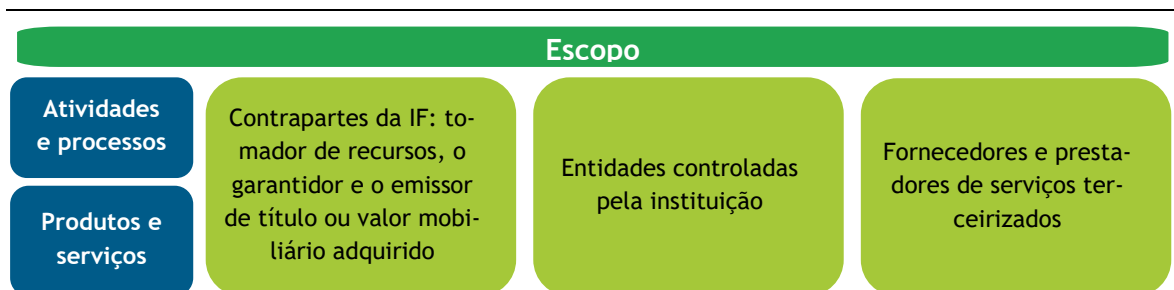 Escopo
Atividades
e processos
Produtos e
serviços
Contrapartes da IF: to-
mador de recursos, o
garantidor e o emissor
de título ou valor mobi-
liário adquirido
Entidades controladas
pela instituição
Fornecedores e presta-
dores de serviços ter-
ceirizados